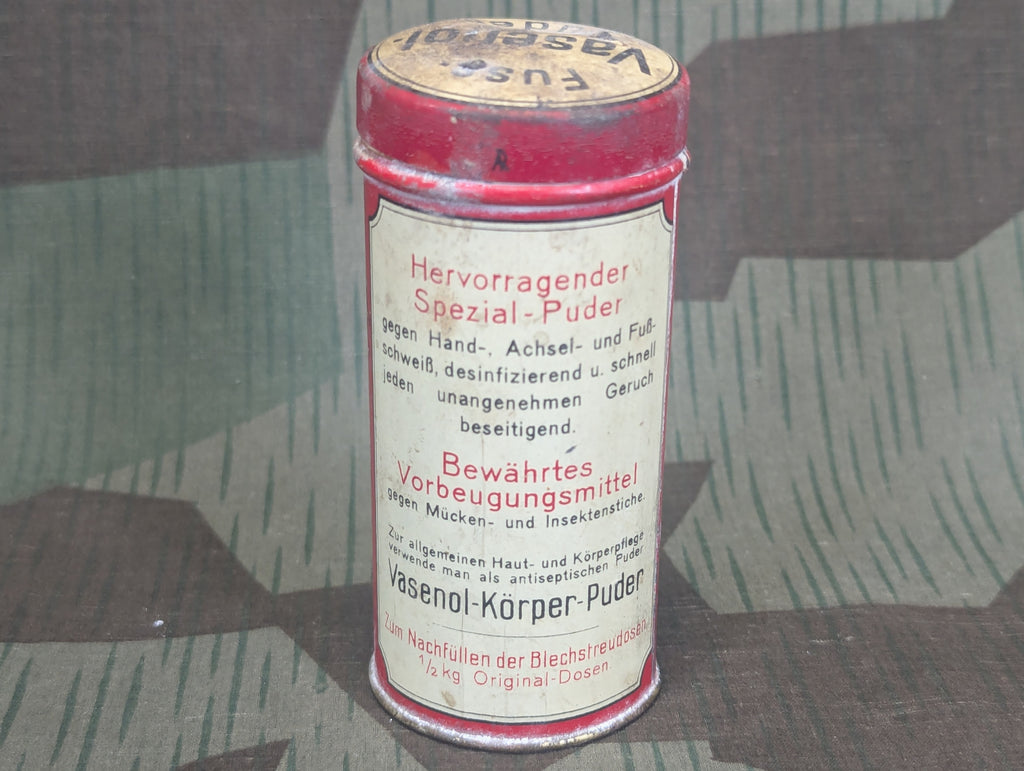 Vasenol
Hervorragender
Spezial-Puder
gegen Hand-, Achsel- und Fuß-
schweiß, desinfizierend u. schnell
jeden unangenehmen Geruch
beseitigend.
Bewährtes
Vorbeugungsmittel
gegen Mücken- und Insektenstiche.
Zur allgemeinen Haut- und Körperpflege
verwende man als antiseptischen Puder
Vasenol-Körper-Puder
Zum Nachfüllen der Blechstreudosen
1/2 kg Original-Dosen.